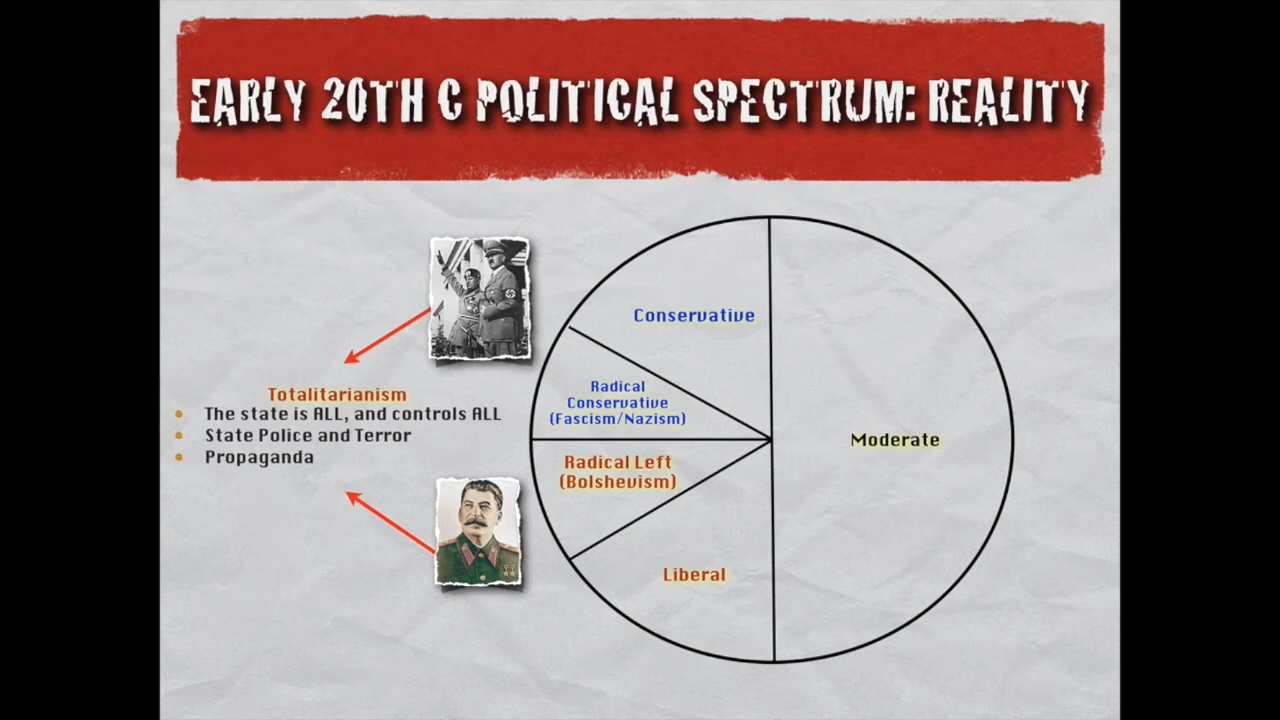 EARLY 20TH C POLITICAL SPECTRUM: REALITY
Conservative
Radical
Conservative
(Fascism/Nazism)
Totalitarianism
• The state is ALL, and controls ALL
• State Police and Terror
• Propaganda
Moderate
Radical Left
(Bolshevism)
Liberal